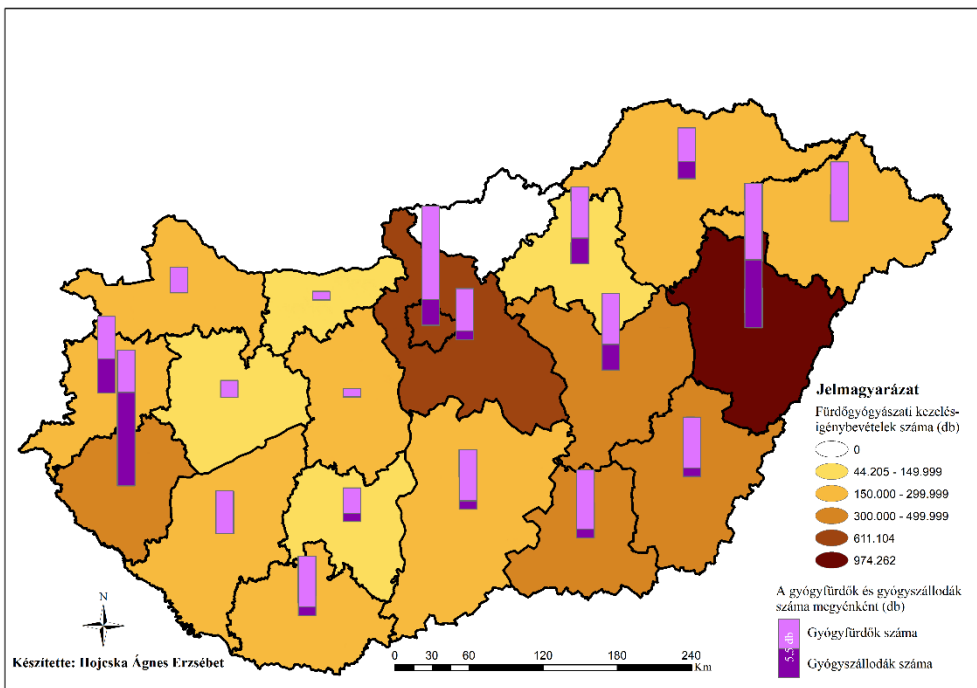 Jelmagyarázat
Fürdőgyógyászati kezelés-
igénybevételek száma (db)
0
44.205 - 149.999
150.000 - 299.999
300.000 - 499.999
611.104
974.262
A gyógyfürdők és gyógyszállodák
száma megyénként (db)
5,5 db
Gyógyfürdők száma
Gyógyszállodák száma
N
Készítette: Hojcska Ágnes Erzsébet
0 30 60 120 180 240
Km